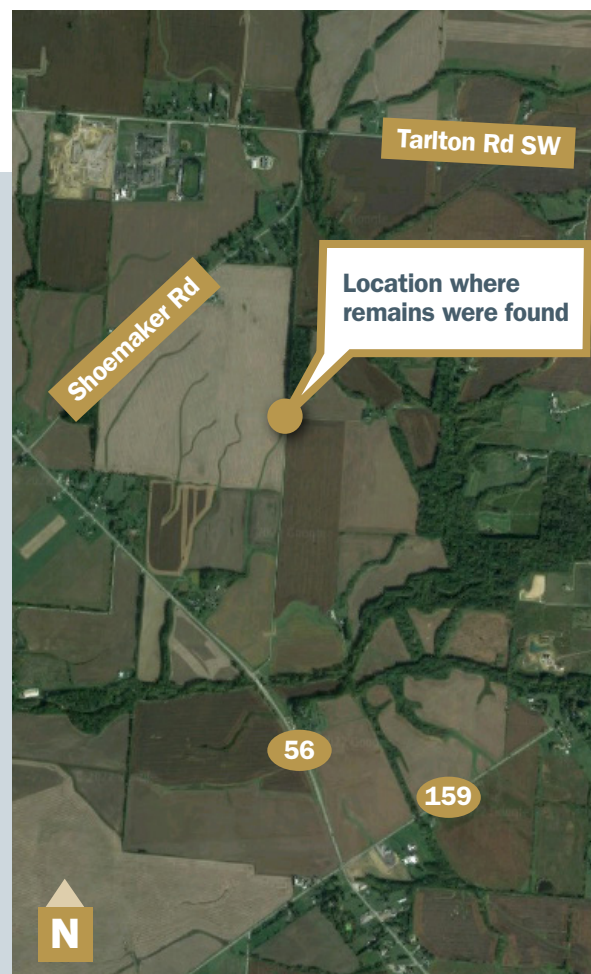 Tarlton Rd SW
Location where
remains were found
Shoemaker Rd
56
159
N